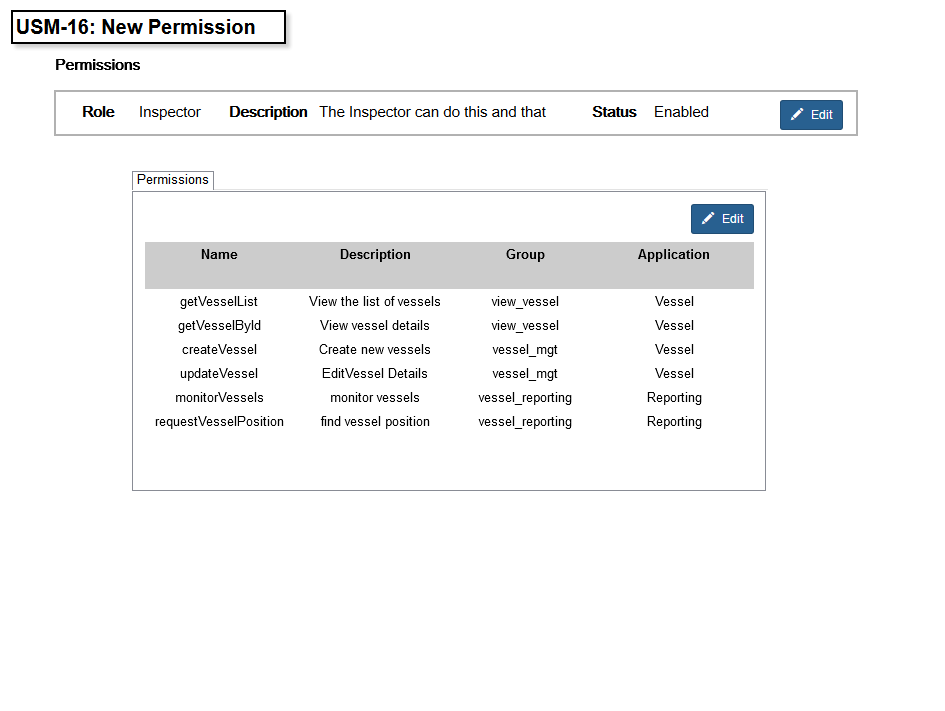 USM-16: New Permission
Permissions
Role Inspector Description The Inspector can do this and that Status Enabled Edit
Permissions
Edit
Name Description Group Application
getVesselList View the list of vessels view_vessel Vessel
getVesselById View vessel details view_vessel Vessel
createVessel Create new vessels vessel_mgt Vessel
updateVessel EditVessel Details vessel_mgt Vessel
monitorVessels monitor vessels vessel_reporting Reporting
requestVesselPosition find vessel position vessel_reporting Reporting